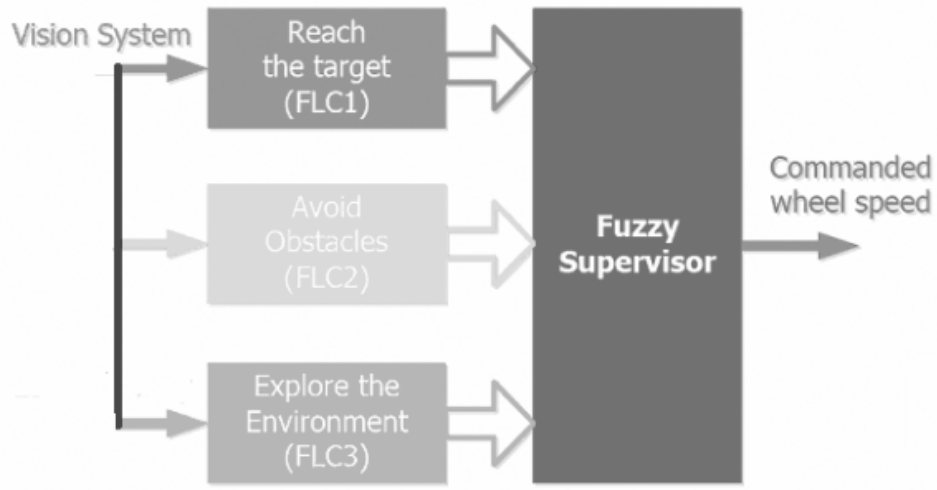 Vision System
Reach
the target
(FLC1)
Avoid
Obstacles
(FLC2)
Explore the
Environment
(FLC3)
Fuzzy
Supervisor
Commanded
wheel speed